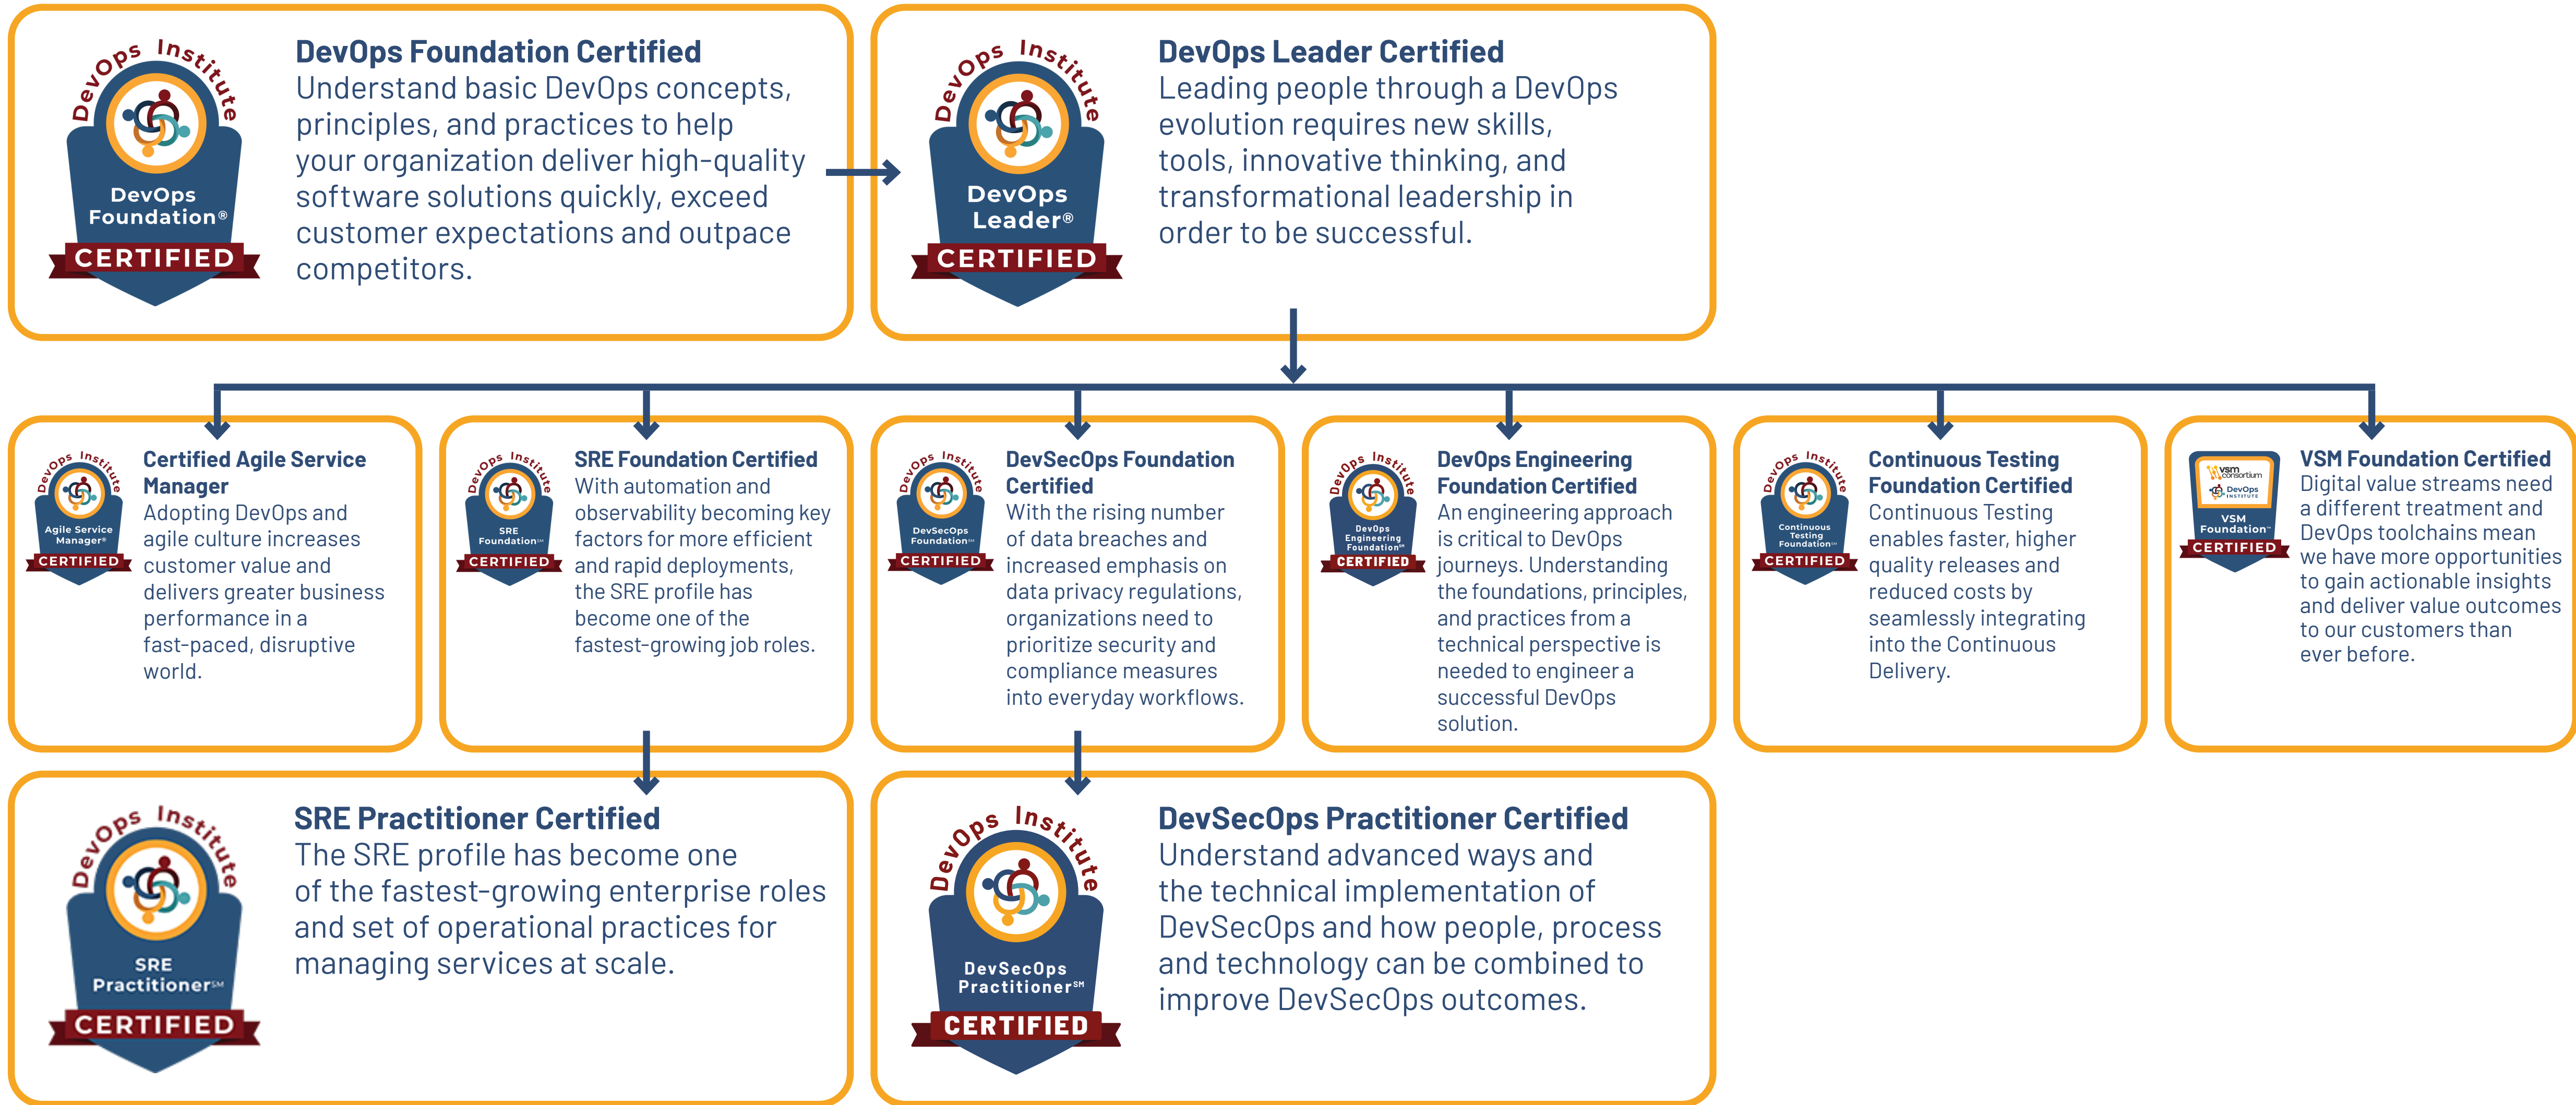 DevOps Institute
DevOps
Foundation®
CERTIFIED
DevOps Foundation Certified
Understand basic DevOps concepts,
principles, and practices to help
your organization deliver high-quality
software solutions quickly, exceed
customer expectations and outpace
competitors.
DevOps Institute
DevOps
Leader®
CERTIFIED
DevOps Leader Certified
Leading people through a DevOps
evolution requires new skills,
tools, innovative thinking, and
transformational leadership in
order to be successful.
DevOps Institute
Agile Service
Manager®
CERTIFIED
Certified Agile Service
Manager
Adopting DevOps and
agile culture increases
customer value and
delivers greater business
performance in a
fast-paced, disruptive
world.
DevOps Institute
SRE
Foundation℠
CERTIFIED
SRE Foundation Certified
With automation and
observability becoming key
factors for more efficient
and rapid deployments,
the SRE profile has
become one of the
fastest-growing job roles.
DevOps Institute
DevSecOps
Foundation℠
CERTIFIED
DevSecOps Foundation
Certified
With the rising number
of data breaches and
increased emphasis on
data privacy regulations,
organizations need to
prioritize security and
compliance measures
into everyday workflows.
DevOps Institute
DevOps
Engineering
Foundation℠
CERTIFIED
DevOps Engineering
Foundation Certified
An engineering approach
is critical to DevOps
journeys. Understanding
the foundations, principles,
and practices from a
technical perspective is
needed to engineer a
successful DevOps
solution.
DevOps Institute
Continuous
Testing
Foundation℠
CERTIFIED
Continuous Testing
Foundation Certified
Continuous Testing
enables faster, higher
quality releases and
reduced costs by
seamlessly integrating
into the Continuous
Delivery.
vsm
consortium
DevOps
INSTITUTE
VSM
Foundation™
CERTIFIED
VSM Foundation Certified
Digital value streams need
a different treatment and
DevOps toolchains mean
we have more opportunities
to gain actionable insights
and deliver value outcomes
to our customers than
ever before.
DevOps Institute
SRE
Practitioner℠
CERTIFIED
SRE Practitioner Certified
The SRE profile has become one
of the fastest-growing enterprise roles
and set of operational practices for
managing services at scale.
DevOps Institute
DevSecOps
Practitioner℠
CERTIFIED
DevSecOps Practitioner Certified
Understand advanced ways and
the technical implementation of
DevSecOps and how people, process
and technology can be combined to
improve DevSecOps outcomes.